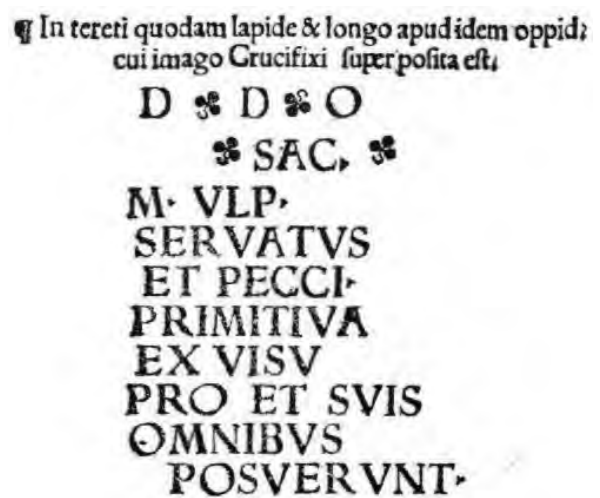 ¶ In tereti quodam lapide & longo apud idem oppid;
cui imago Crucifixi superposita est.
D ❦ D ❦ O
❦ SAC. ❦
M· VLP·
SERVATVS
ET PECCI·
PRIMITIVA
EX VISV
PRO ET SVIS
OMNIBVS
POSVERVNT·